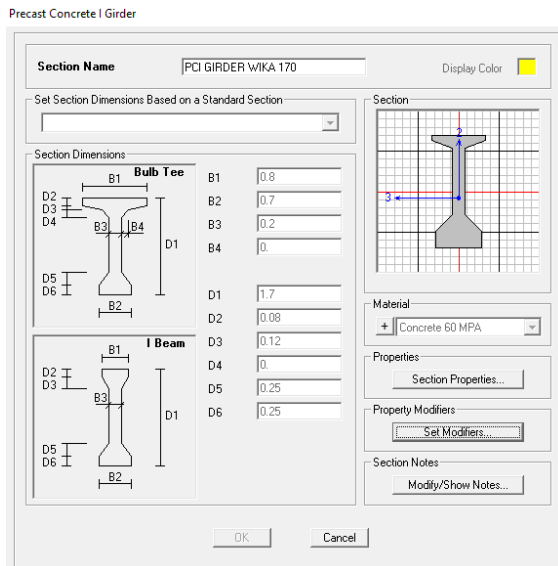 Precast Concrete I Girder
Section Name PCI GIRDER WIKA 170 Display Color
Set Section Dimensions Based on a Standard Section
Section
Section Dimensions
Bulb Tee
B1
D2
D3
D4
B3 B4
D1
D5
D6
B2
I Beam
B1
D2
D3
B3
D1
D5
D6
B2
B1 0.8
B2 0.7
B3 0.2
B4 0.
D1 1.7
D2 0.08
D3 0.12
D4 0.
D5 0.25
D6 0.25
2
3
Material
+ Concrete 60 MPA
Properties
Section Properties...
Property Modifiers
Set Modifiers...
Section Notes
Modify/Show Notes...
OK Cancel